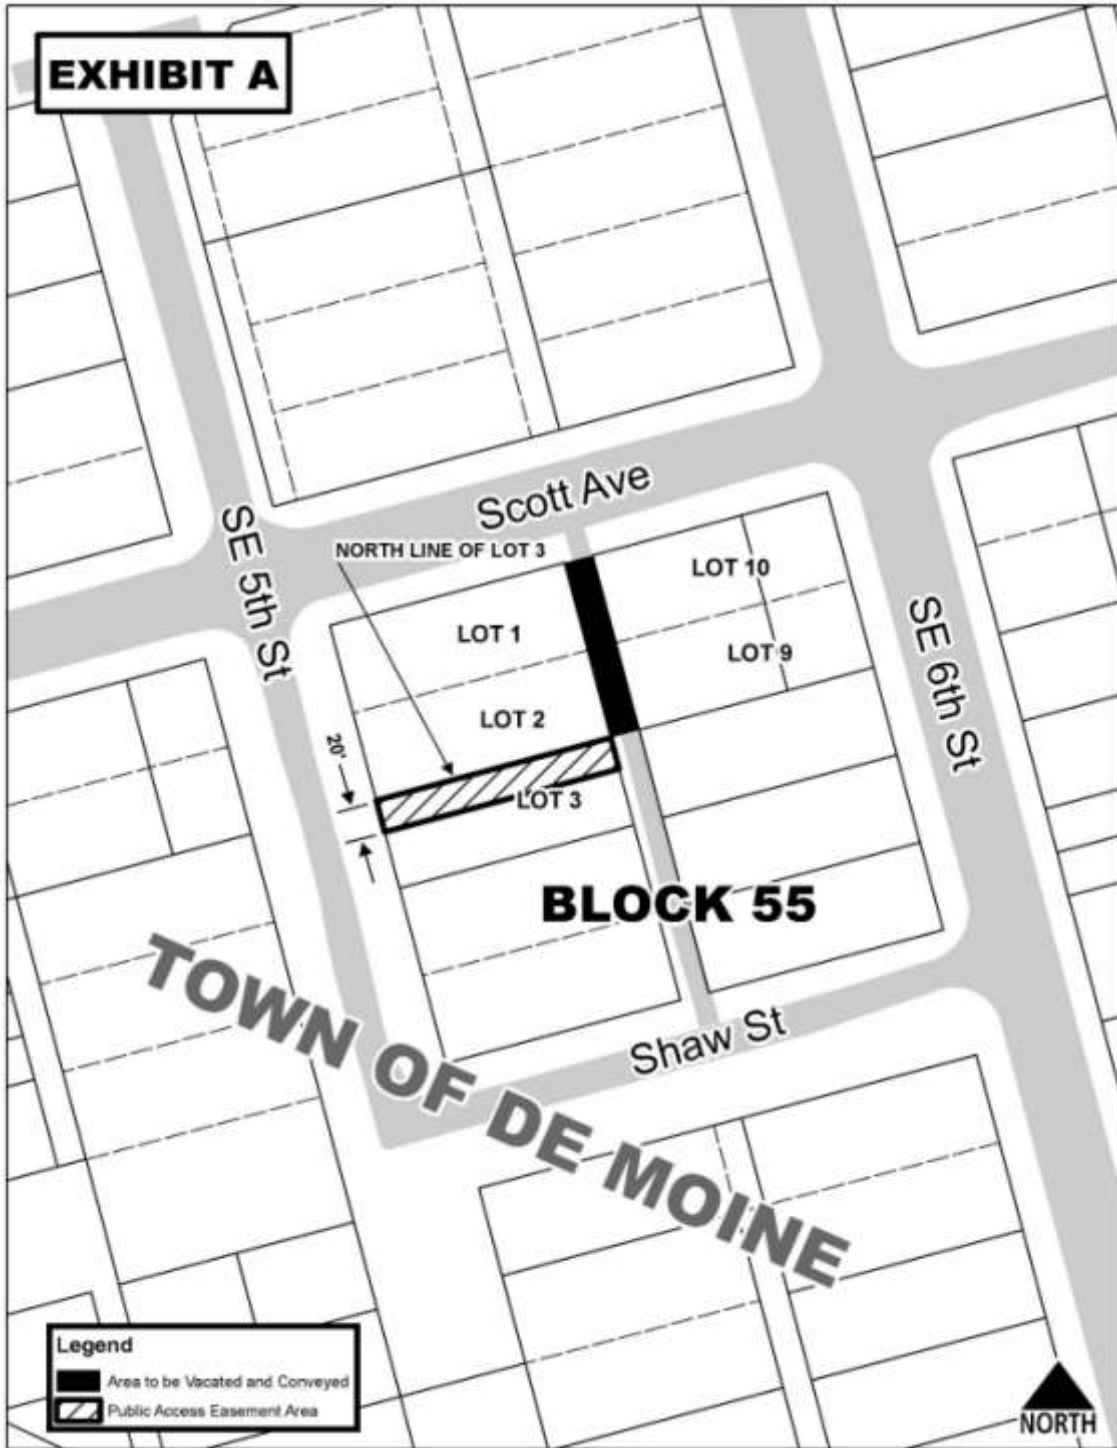 EXHIBIT A
Scott Ave
SE 5th St
NORTH LINE OF LOT 3
LOT 10
LOT 1
LOT 9
SE 6th St
LOT 2
20'
LOT 3
BLOCK 55
TOWN OF DE MOINE
Shaw St
Legend
Area to be Vacated and Conveyed
Public Access Easement Area
NORTH